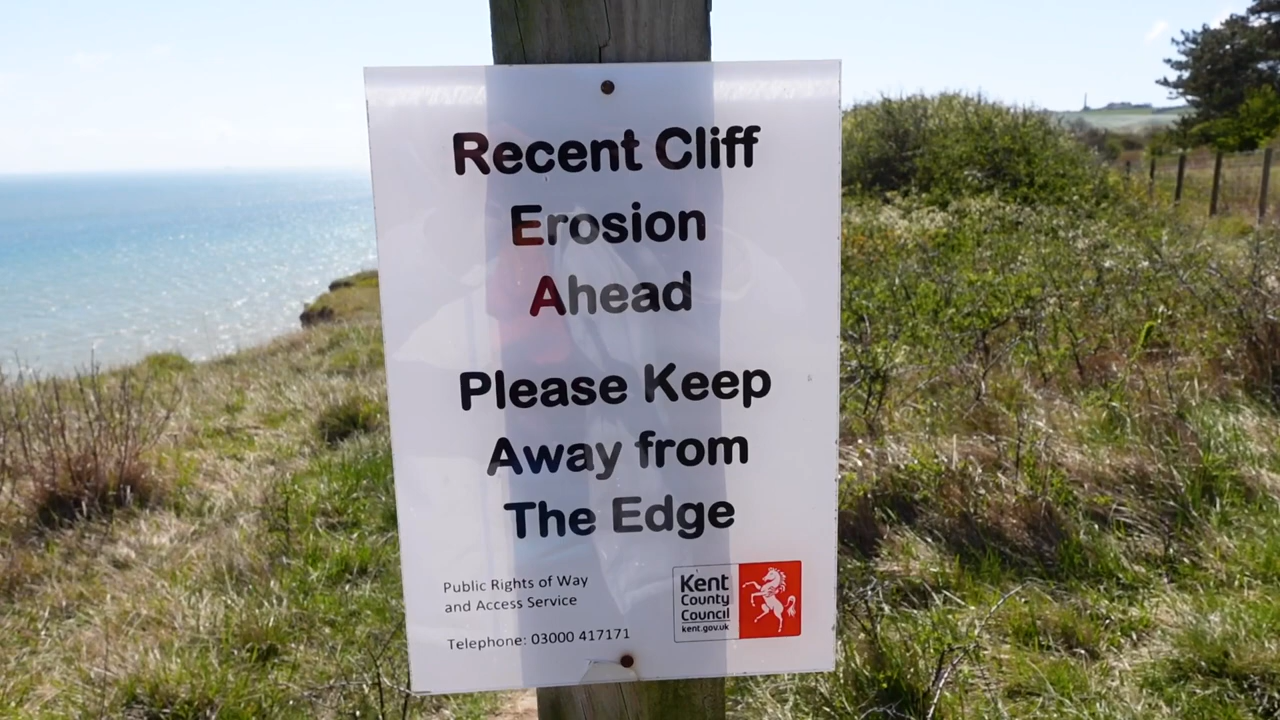 Recent Cliff
Erosion
Ahead
Please Keep
Away from
The Edge
Public Rights of Way
and Access Service
Telephone: 03000 417171
Kent
County
Council
kent.gov.uk